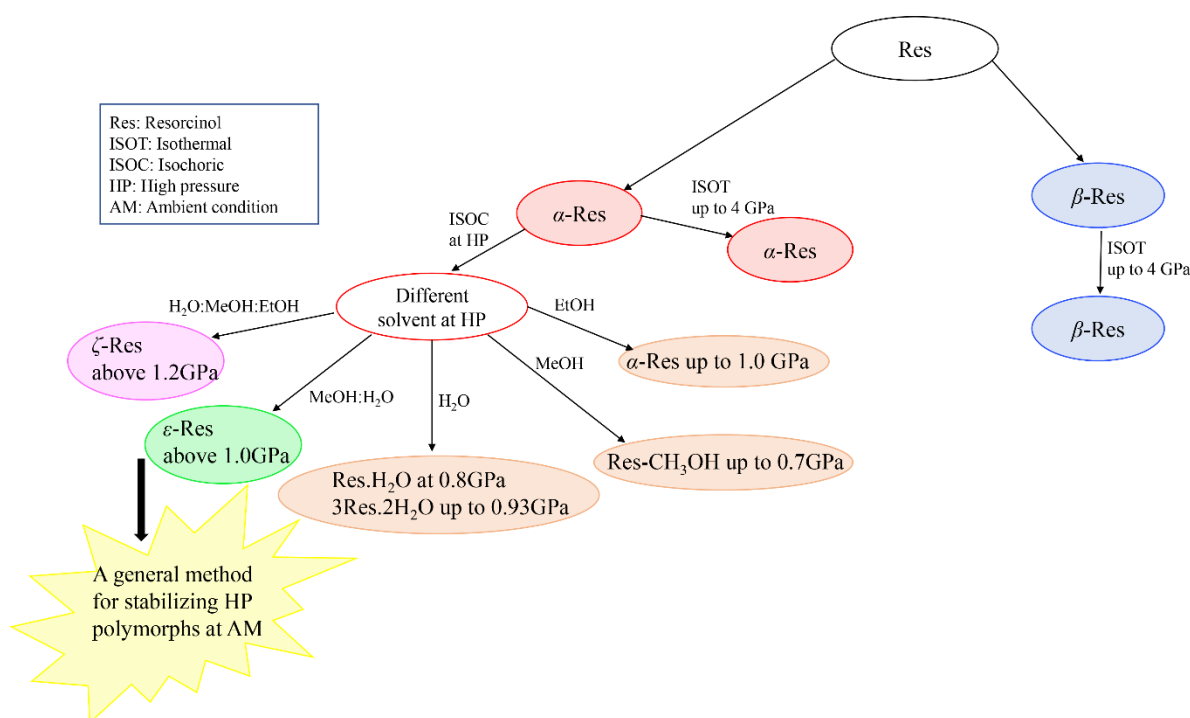 Res
Res: Resorcinol
ISOT: Isothermal
ISOC: Isochoric
HP: High pressure
AM: Ambient condition
α-Res
ISOT
up to 4 GPa
α-Res
β-Res
ISOT
up to 4 GPa
β-Res
ISOC
at HP
Different
solvent at HP
H₂O:MeOH:EtOH
ζ-Res
above 1.2GPa
MeOH:H₂O
ε-Res
above 1.0GPa
H₂O
Res.H₂O at 0.8GPa
3Res.2H₂O up to 0.93GPa
MeOH
Res-CH₃OH up to 0.7GPa
EtOH
α-Res up to 1.0 GPa
A general method
for stabilizing HP
polymorphs at AM